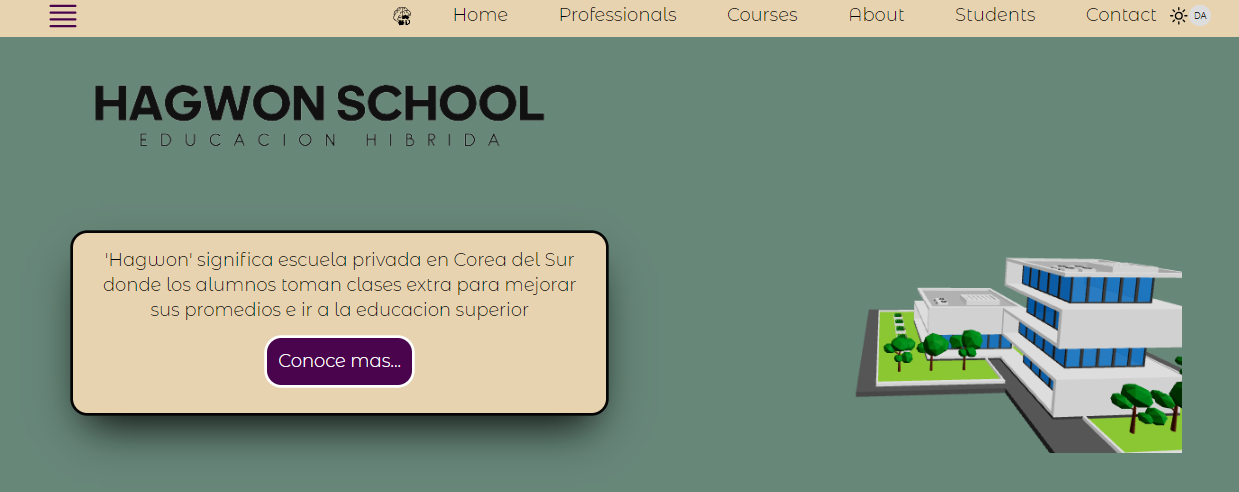 Home Professionals Courses About Students Contact DA
HAGWON SCHOOL
EDUCACION HIBRIDA
'Hagwon' significa escuela privada en Corea del Sur
donde los alumnos toman clases extra para mejorar
sus promedios e ir a la educacion superior
Conoce mas...